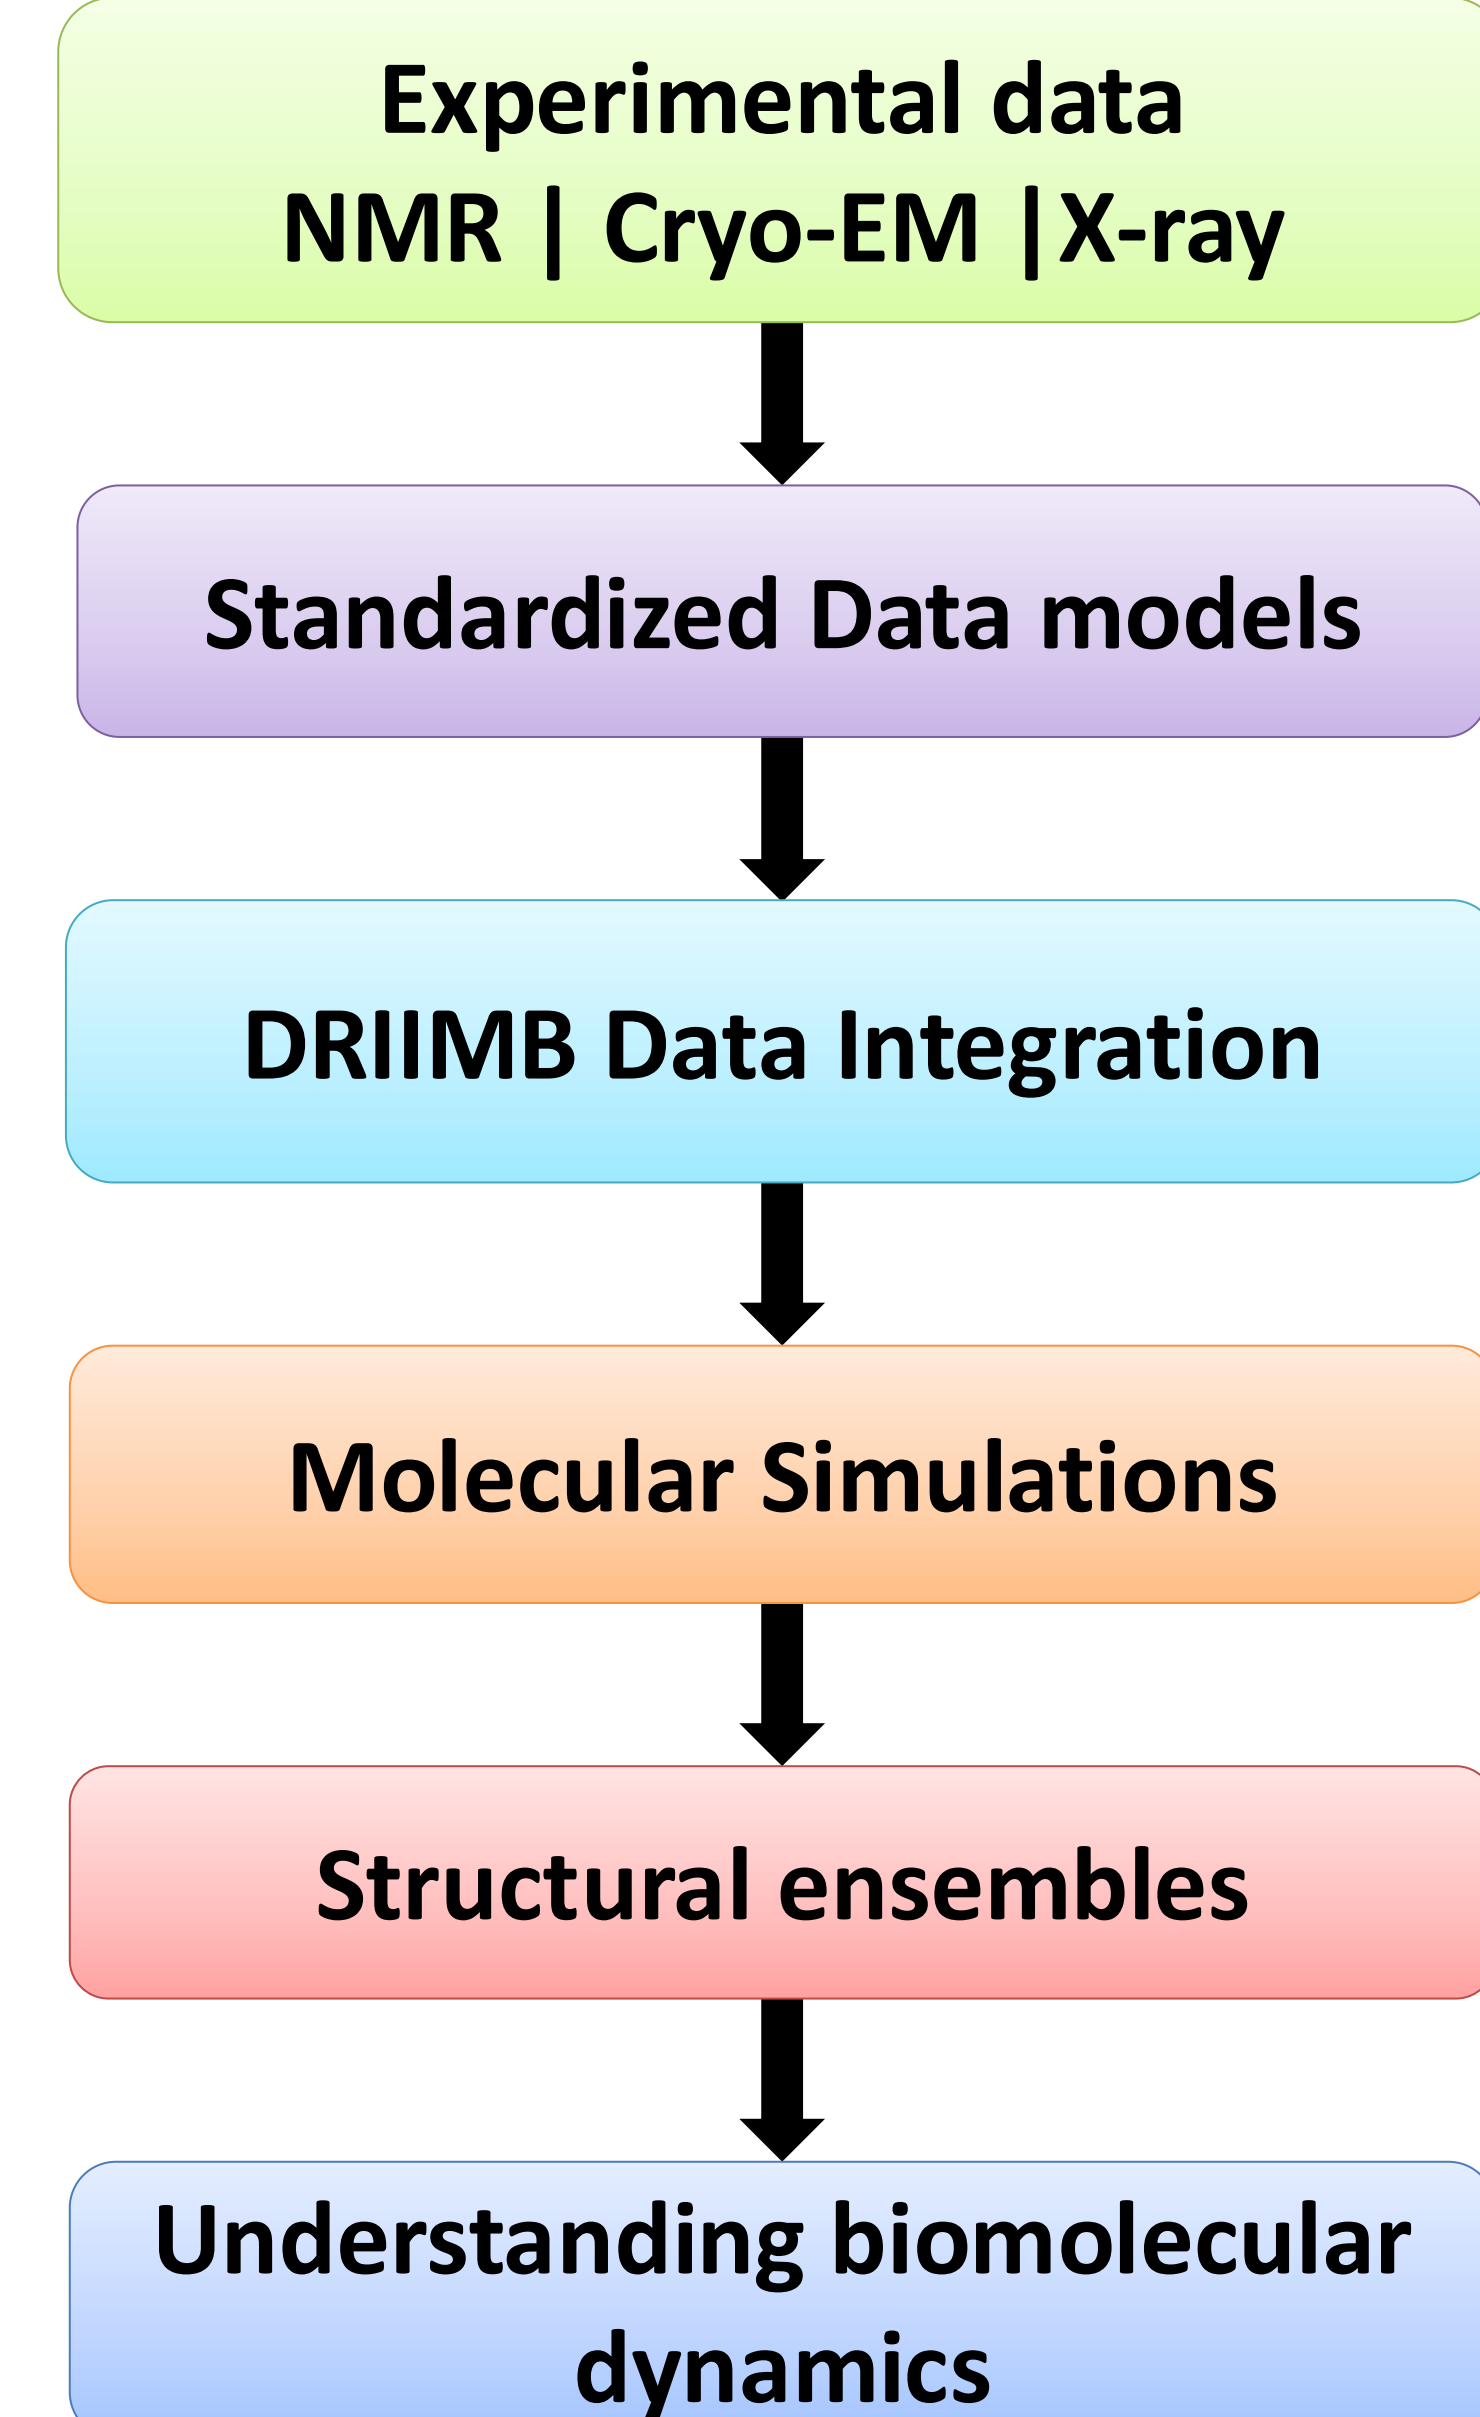 Experimental data
NMR | Cryo-EM |X-ray
Standardized Data models
DRIIMB Data Integration
Molecular Simulations
Structural ensembles
Understanding biomolecular
dynamics